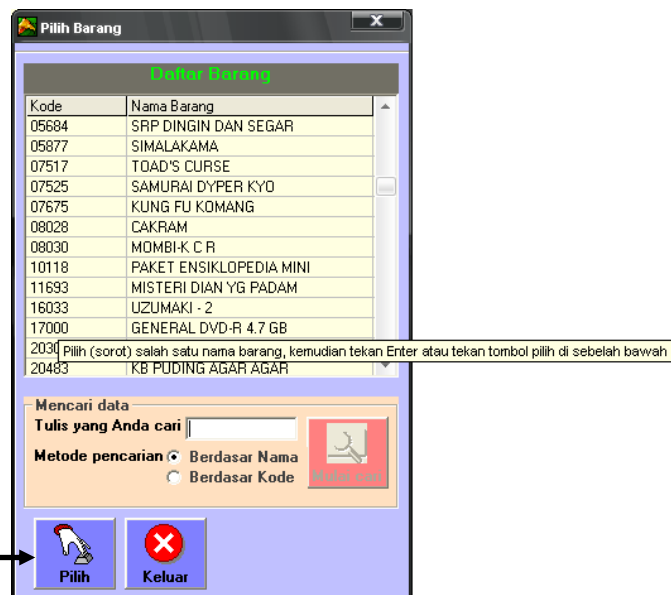 Pilih Barang
Daftar Barang
Kode Nama Barang
05684 SRP DINGIN DAN SEGAR
05877 SIMALAKAMA
07517 TOAD'S CURSE
07525 SAMURAI DYPER KYO
07675 KUNG FU KOMANG
08028 CAKRAM
08030 MOMBI-K C R
10118 PAKET ENSIKLOPEDIA MINI
11693 MISTERI DIAN YG PADAM
16033 UZUMAKI - 2
17000 GENERAL DVD-R 4.7 GB
Pilih (sorot) salah satu nama barang, kemudian tekan Enter atau tekan tombol pilih di sebelah bawah
20483 KB PUDING AGAR AGAR
Mencari data
Tulis yang Anda cari
Metode pencarian Berdasar Nama
Berdasar Kode
Mulai cari
Pilih Keluar